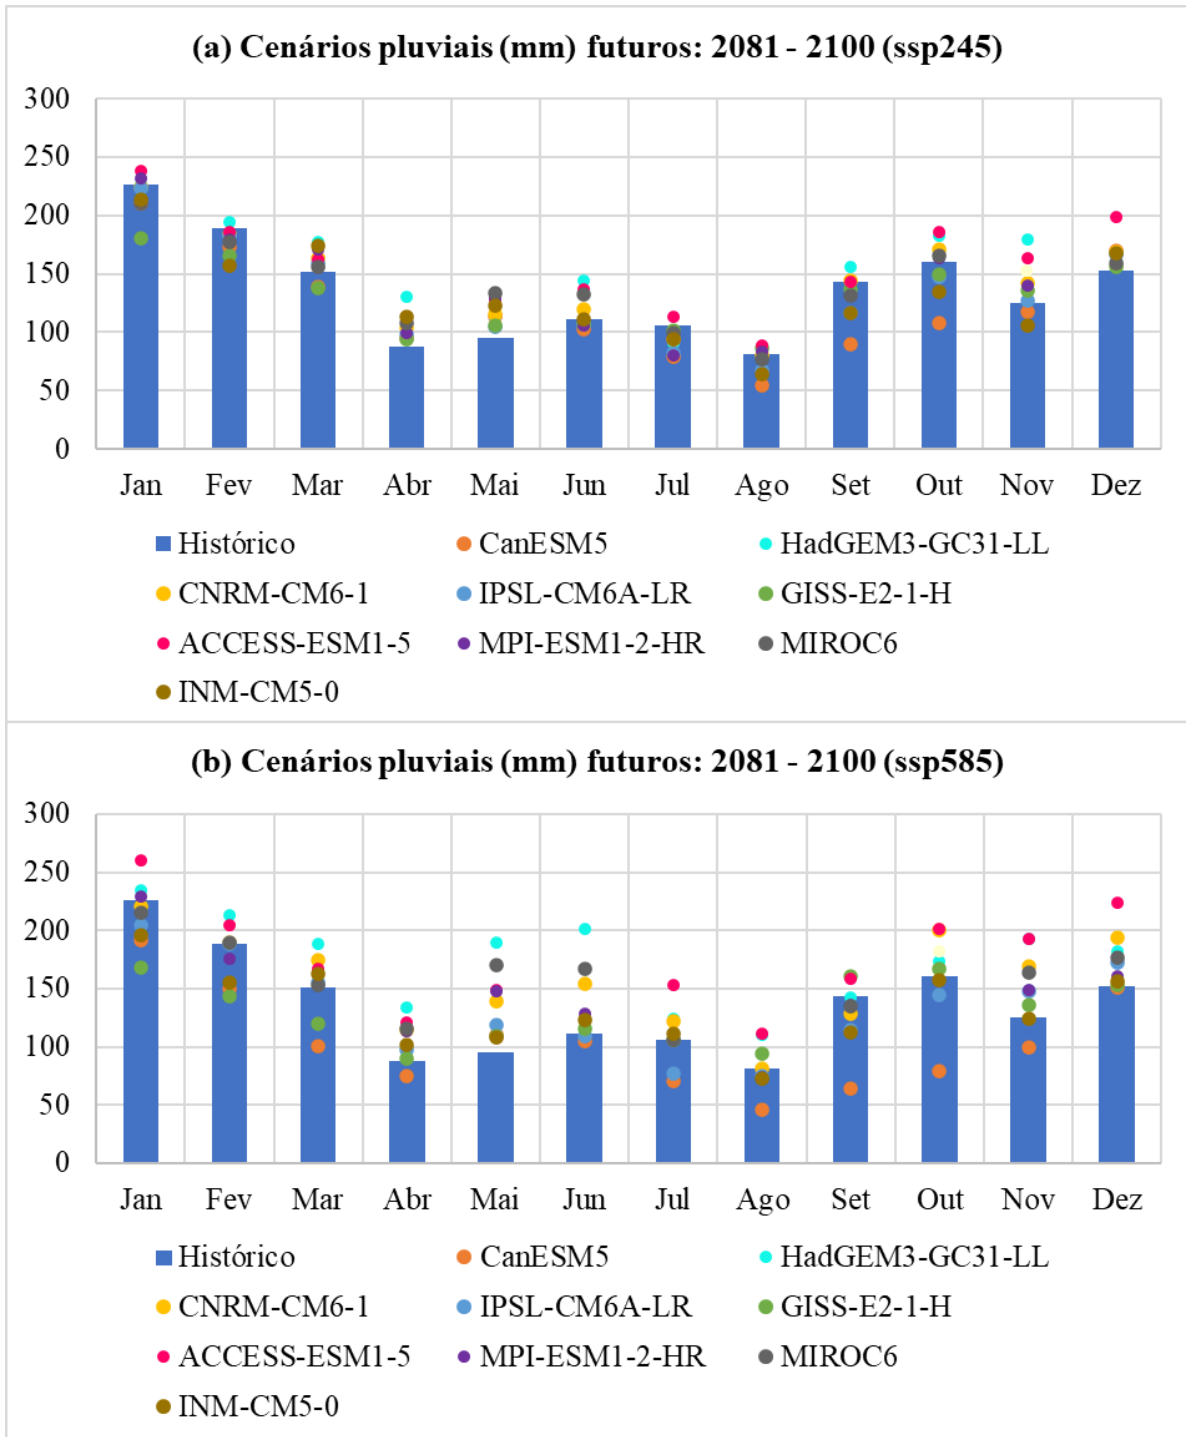 (a) Cenários pluviais (mm) futuros: 2081 - 2100 (ssp245)
300
250
200
150
100
50
0
Jan Fev Mar Abr Mai Jun Jul Ago Set Out Nov Dez
Histórico CanESM5 HadGEM3-GC31-LL
CNRM-CM6-1 IPSL-CM6A-LR GISS-E2-1-H
ACCESS-ESM1-5 MPI-ESM1-2-HR MIROC6
INM-CM5-0
(b) Cenários pluviais (mm) futuros: 2081 - 2100 (ssp585)
300
250
200
150
100
50
0
Jan Fev Mar Abr Mai Jun Jul Ago Set Out Nov Dez
Histórico CanESM5 HadGEM3-GC31-LL
CNRM-CM6-1 IPSL-CM6A-LR GISS-E2-1-H
ACCESS-ESM1-5 MPI-ESM1-2-HR MIROC6
INM-CM5-0